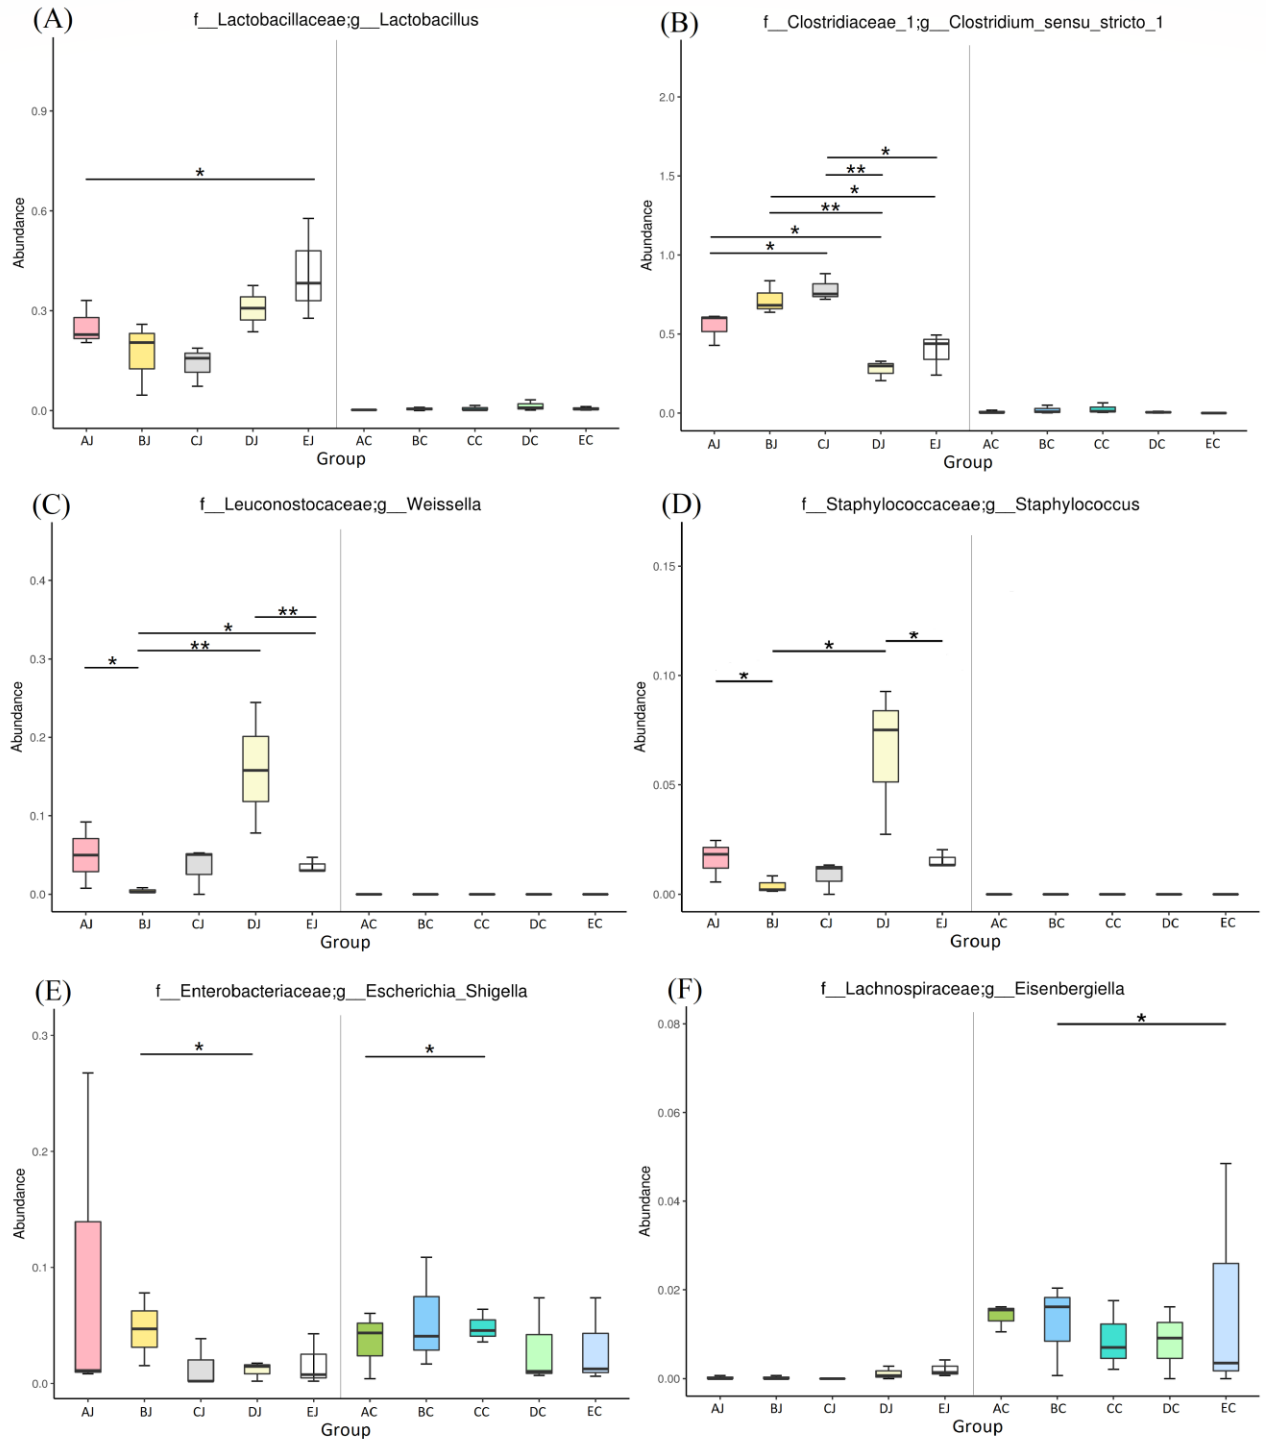 (A)
f__Lactobacillaceae;g__Lactobacillus
Abundance
0.9
0.6
0.3
0.0
*
AJ BJ CJ DJ EJ AC BC CC DC EC
Group
(B)
f__Clostridiaceae_1;g__Clostridium_sensu_stricto_1
Abundance
2.0
1.5
1.0
0.5
0.0
*
**
*
**
*
*
AJ BJ CJ DJ EJ AC BC CC DC EC
Group
(C)
f__Leuconostocaceae;g__Weissella
Abundance
0.4
0.3
0.2
0.1
0.0
**
*
**
*
AJ BJ CJ DJ EJ AC BC CC DC EC
Group
(D)
f__Staphylococcaceae;g__Staphylococcus
Abundance
0.15
0.10
0.05
0.00
*
*
*
AJ BJ CJ DJ EJ AC BC CC DC EC
Group
(E)
f__Enterobacteriaceae;g__Escherichia_Shigella
Abundance
0.3
0.2
0.1
0.0
* *
AJ BJ CJ DJ EJ AC BC CC DC EC
Group
(F)
f__Lachnospiraceae;g__Eisenbergiella
Abundance
0.08
0.06
0.04
0.02
0.00
*
AJ BJ CJ DJ EJ AC BC CC DC EC
Group